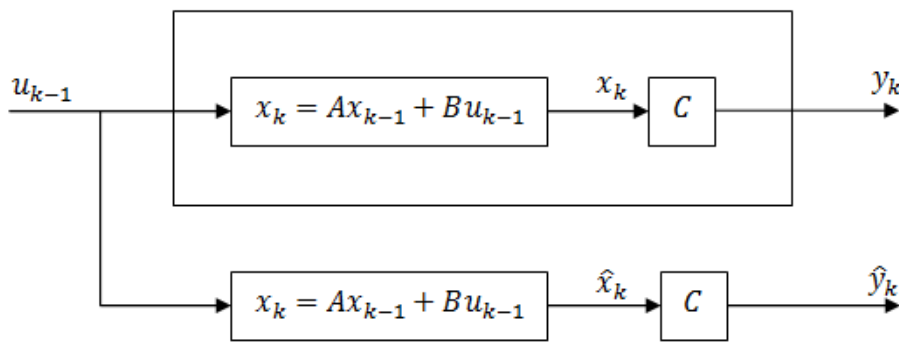 u_{k-1}
x_k = Ax_{k-1} + Bu_{k-1}
x_k
C
y_k
x_k = Ax_{k-1} + Bu_{k-1}
x̂_k
C
ŷ_k